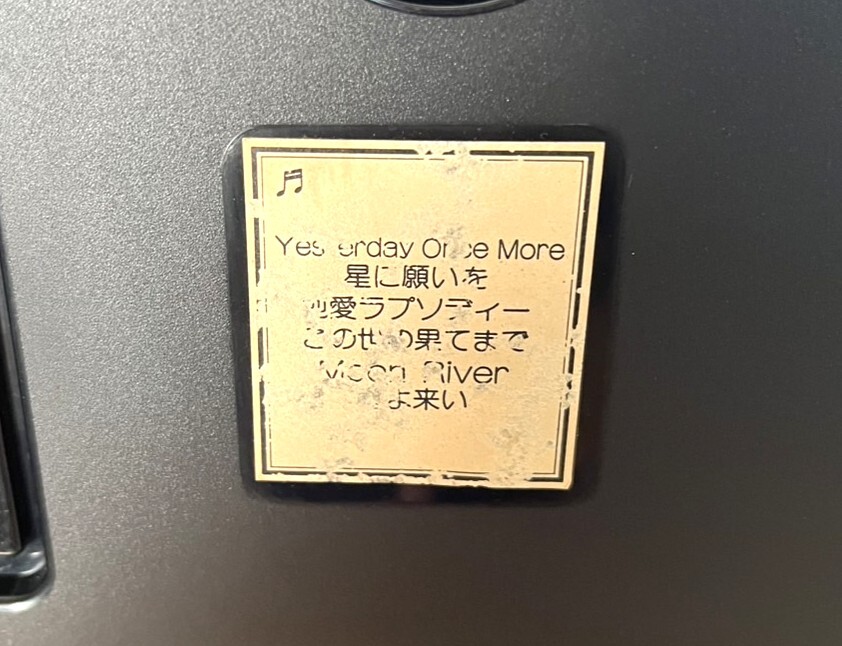 ♫
Yesterday Once More
星に願いを
愛ラプソディー
この世の果てまで
Moon River
よ来い